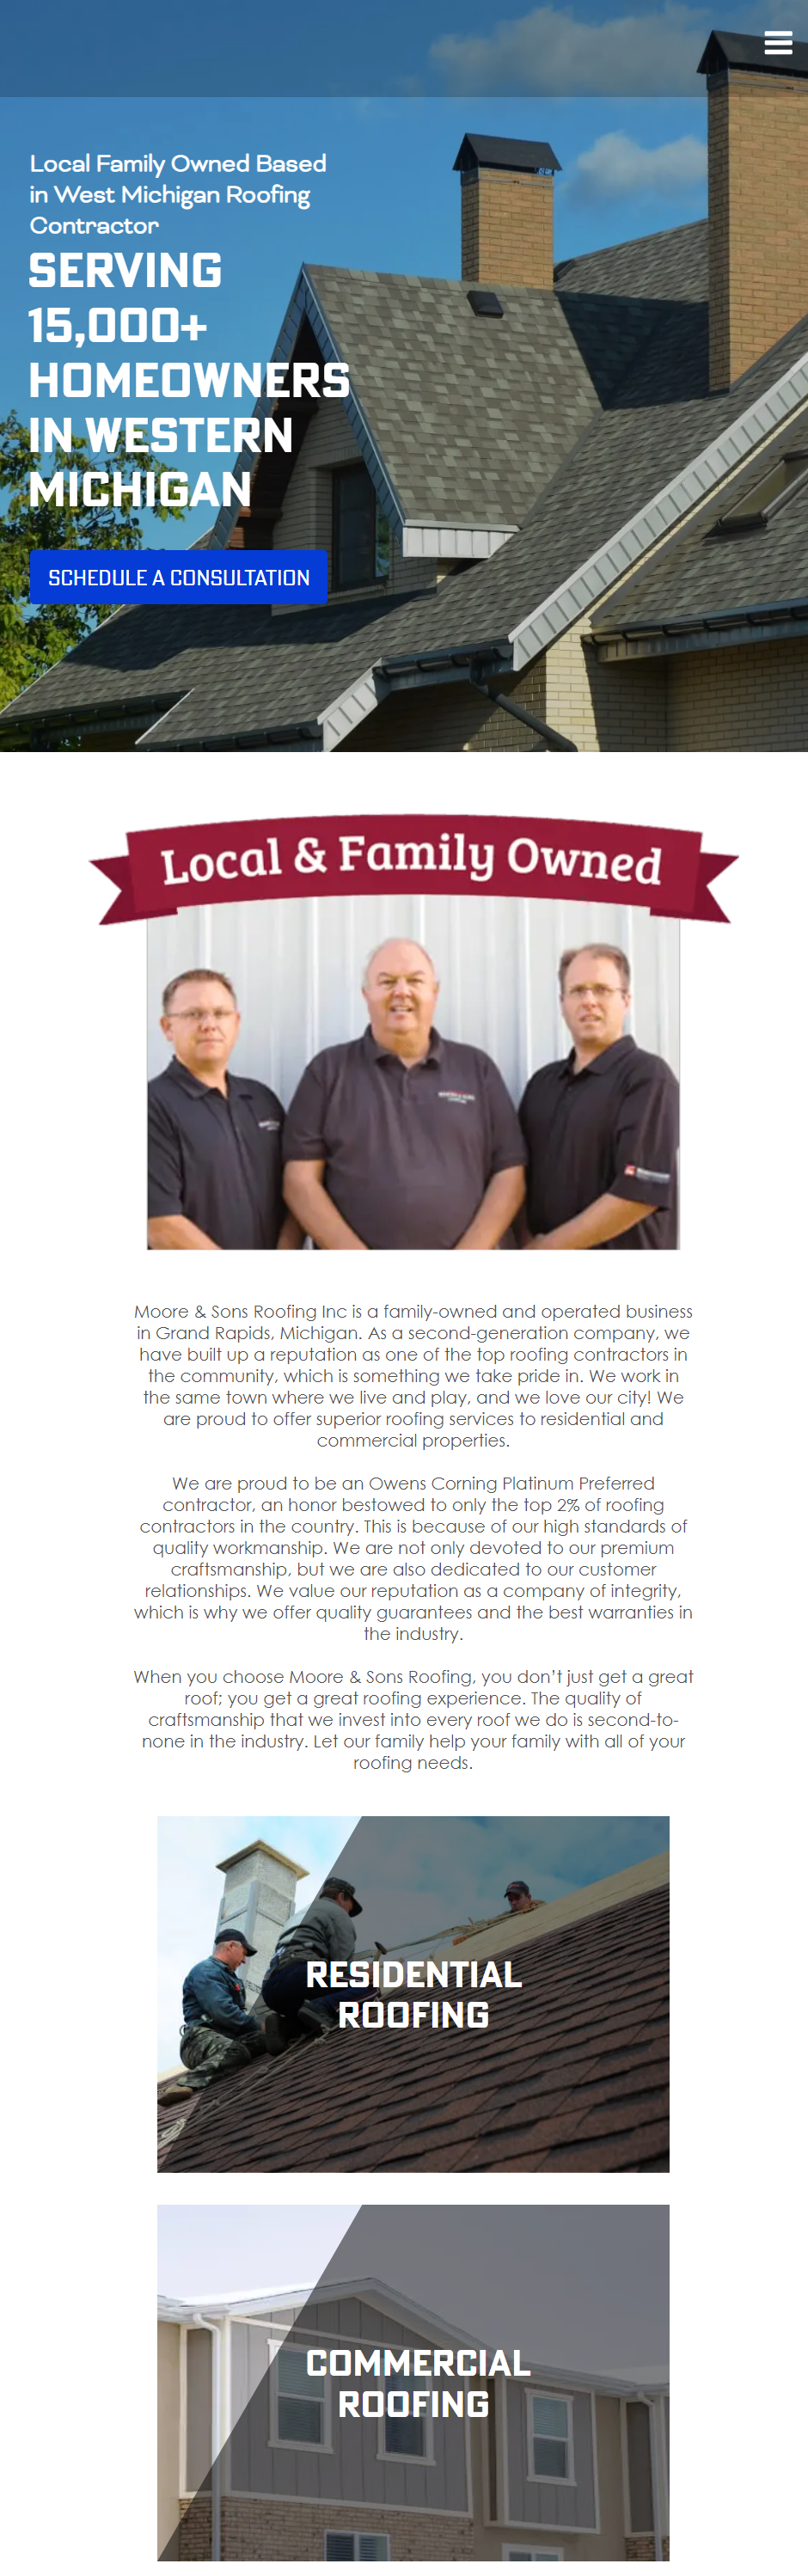 Local Family Owned Based
in West Michigan Roofing
Contractor
SERVING
15,000+
HOMEOWNERS
IN WESTERN
MICHIGAN
SCHEDULE A CONSULTATION
Local & Family Owned
Moore & Sons Roofing Inc is a family-owned and operated business
in Grand Rapids, Michigan. As a second-generation company, we
have built up a reputation as one of the top roofing contractors in
the community, which is something we take pride in. We work in
the same town where we live and play, and we love our city! We
are proud to offer superior roofing services to residential and
commercial properties.
We are proud to be an Owens Corning Platinum Preferred
contractor, an honor bestowed to only the top 2% of roofing
contractors in the country. This is because of our high standards of
quality workmanship. We are not only devoted to our premium
craftsmanship, but we are also dedicated to our customer
relationships. We value our reputation as a company of integrity,
which is why we offer quality guarantees and the best warranties in
the industry.
When you choose Moore & Sons Roofing, you don’t just get a great
roof; you get a great roofing experience. The quality of
craftsmanship that we invest into every roof we do is second-to-
none in the industry. Let our family help your family with all of your
roofing needs.
RESIDENTIAL
ROOFING
COMMERCIAL
ROOFING